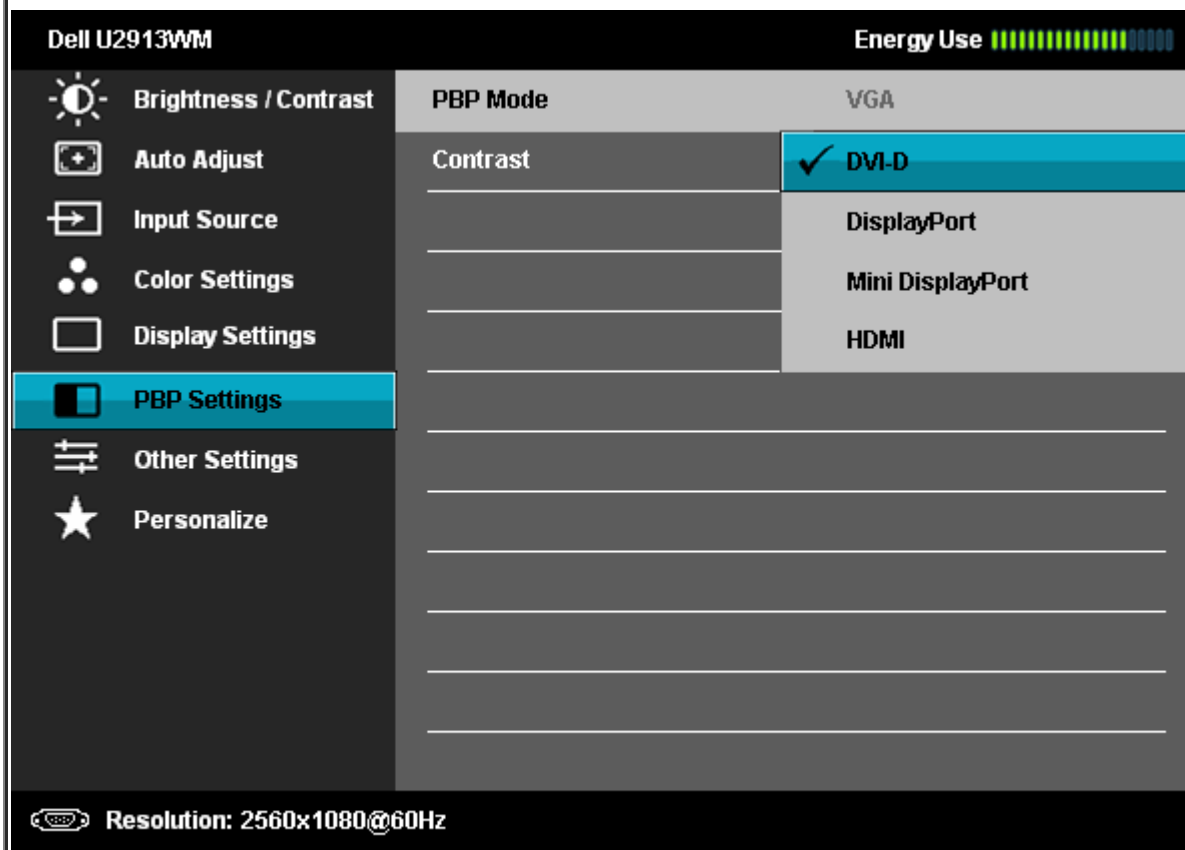 Dell U2913WM Energy Use
Brightness / Contrast PBP Mode VGA
Auto Adjust Contrast DVI-D
Input Source DisplayPort
Color Settings Mini DisplayPort
Display Settings HDMI
PBP Settings
Other Settings
Personalize
Resolution: 2560x1080@60Hz